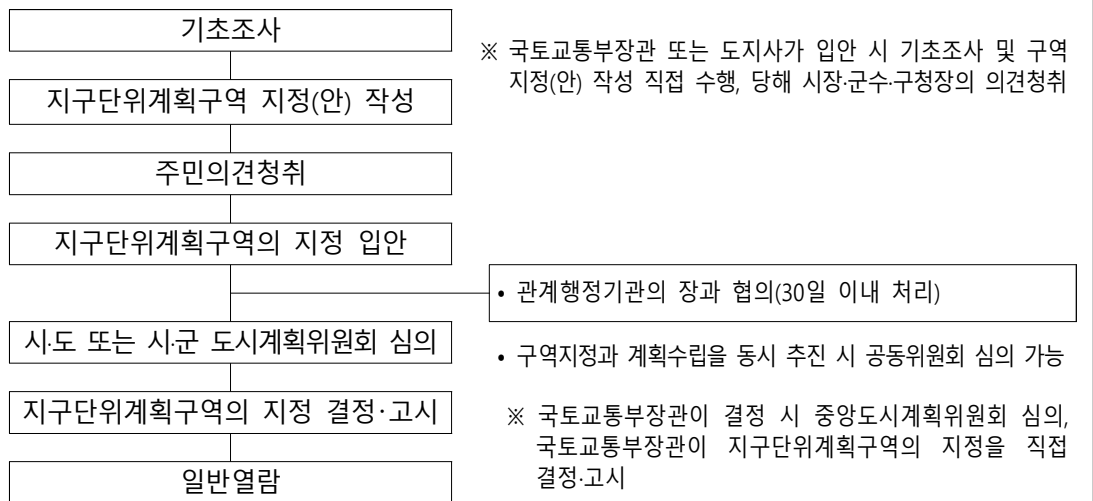 기초조사
※ 국토교통부장관 또는 도지사가 입안 시 기초조사 및 구역
지정(안) 작성 직접 수행, 당해 시장·군수·구청장의 의견청취
지구단위계획구역 지정(안) 작성
주민의견청취
지구단위계획구역의 지정 입안
• 관계행정기관의 장과 협의(30일 이내 처리)
시·도 또는 시·군 도시계획위원회 심의
• 구역지정과 계획수립을 동시 추진 시 공동위원회 심의 가능
지구단위계획구역의 지정 결정·고시
※ 국토교통부장관이 결정 시 중앙도시계획위원회 심의,
국토교통부장관이 지구단위계획구역의 지정을 직접
결정·고시
일반열람